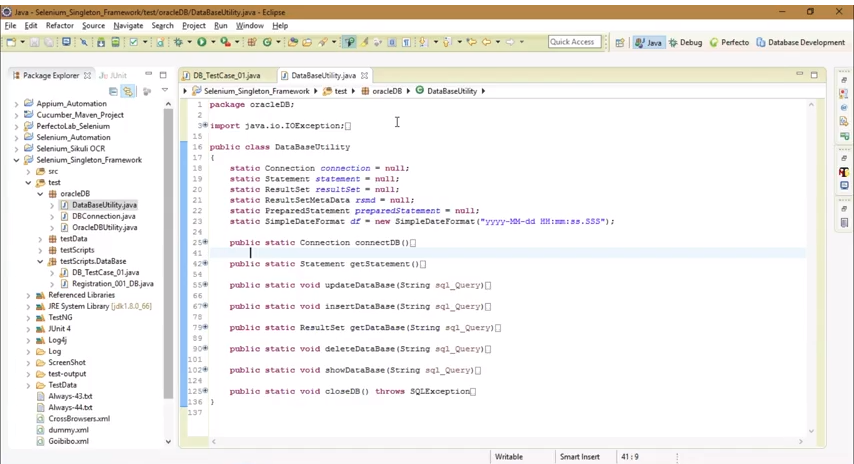 Java - Selenium_Singleton_Framework/test/oracleDB/DataBaseUtility.java - Eclipse
File Edit Refactor Source Navigate Search Project Run Window Help
Quick Access Java Debug Perfecto Database Development
Package Explorer JUnit
Appium_Automation
Cucumber_Maven_Project
PerfectoLab_Selenium
Selenium_Automation
Selenium_Sikuli OCR
Selenium_Singleton_Framework
src
test
oracleDB
DataBaseUtility.java
DBConnection.java
OracleDBUtility.java
testData
testScripts
testScripts.DataBase
DB_TestCase_01.java
Registration_001_DB.java
Referenced Libraries
JRE System Library [jdk1.8.0_66]
TestNG
JUnit 4
Log4j
Log
ScreenShot
test-output
TestData
Always-43.txt
Always-44.txt
CrossBrowsers.xml
dummy.xml
Goibibo.xml
DB_TestCase_01.java DataBaseUtility.java
Selenium_Singleton_Framework test oracleDB DataBaseUtility
1 package oracleDB;
2
3 import java.io.IOException;
15
16 public class DataBaseUtility
17 {
18 static Connection connection = null;
19 static Statement statement = null;
20 static ResultSet resultSet = null;
21 static ResultSetMetaData rsmd = null;
22 static PreparedStatement preparedStatement = null;
23 static SimpleDateFormat df = new SimpleDateFormat("yyyy-MM-dd HH:mm:ss.SSS");
24
25 public static Connection connectDB()
41
42 public static Statement getStatement()
54
55 public static void updateDataBase(String sql_Query)
66
67 public static void insertDataBase(String sql_Query)
78
79 public static ResultSet getDataBase(String sql_Query)
89
90 public static void deleteDataBase(String sql_Query)
101
102 public static void showDataBase(String sql_Query)
124
125 public static void closeDB() throws SQLException
136 }
137
Writable Smart Insert 41 : 9